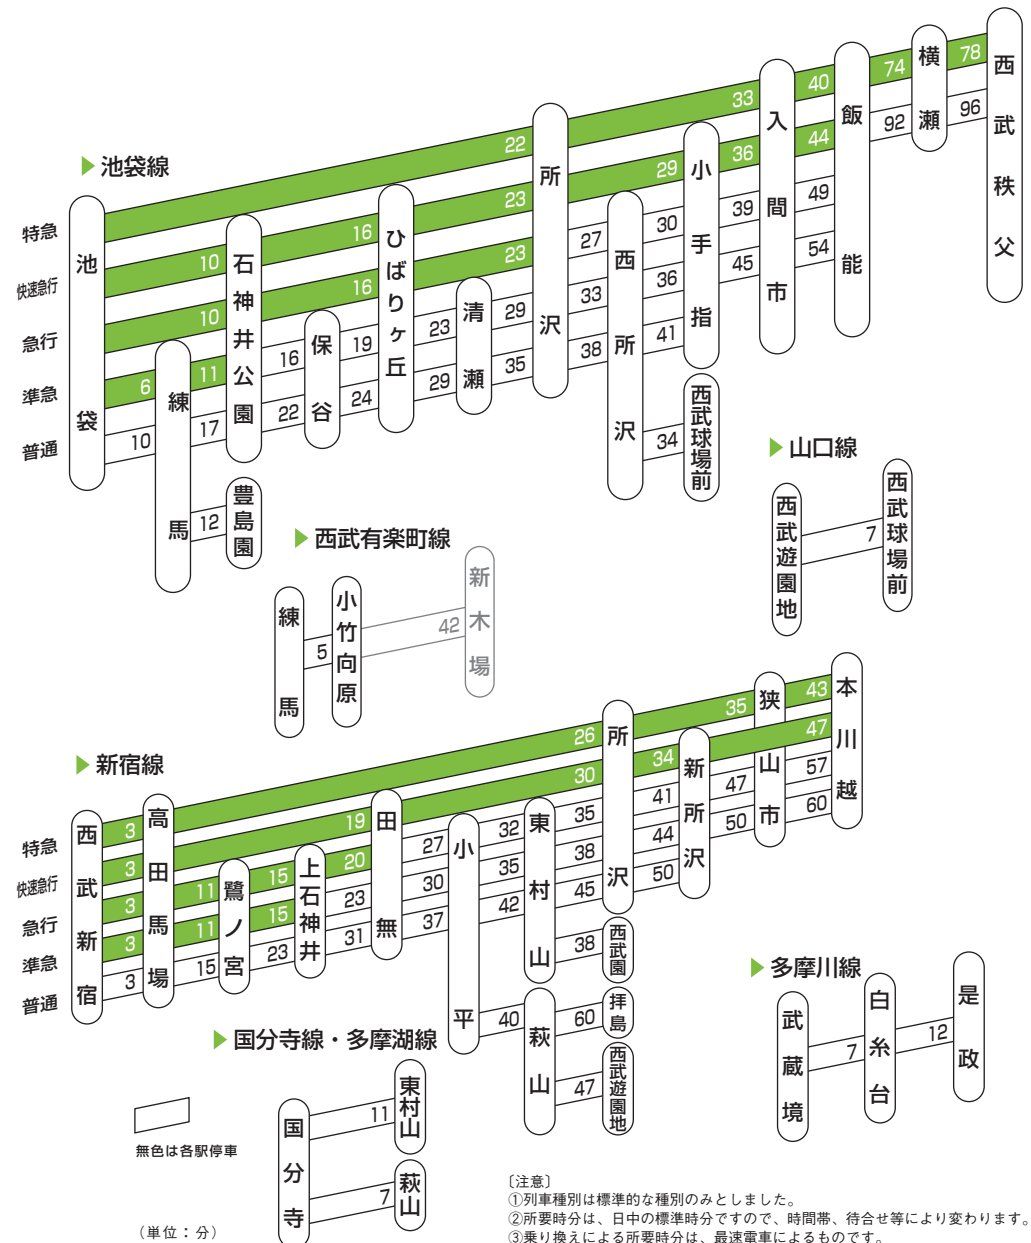 池袋線
特急
快速急行
急行
準急
普通
池袋
練馬
石神井公園
豊島園
保谷
ひばりヶ丘
清瀬
所沢
西所沢
小手指
西武球場前
入間市
飯能
横瀬
西武秩父
22 33 40 74 78
10 16 23 29 36 44 92 96
10 16 23 27 30 39 49
6 11 16 19 23 29 33 36 45 54
10 17 22 24 29 35 38 41
12
34
西武有楽町線
練馬
小竹向原
新木場
5 42
山口線
西武遊園地
西武球場前
7
新宿線
特急
快速急行
急行
準急
普通
西武新宿
高田馬場
鷺ノ宮
上石神井
田無
小平
東村山
萩山
所沢
西武園
拝島
西武遊園地
新所沢
狭山市
本川越
3 26 35 43
3 19 30 34 47
3 11 15 20 27 32 35 41 47 57
3 11 15 23 30 35 38 44 50 60
3 15 23 31 37 42 45 50
38
40 60
47
国分寺線・多摩湖線
国分寺
東村山
萩山
11
7
多摩川線
武蔵境
白糸台
是政
7 12
無色は各駅停車
（単位：分）
〔注意〕
①列車種別は標準的な種別のみとしました。
②所要時分は、日中の標準時分ですので、時間帯、待合せ等により変わります。
③乗り換えによる所要時分は、最速電車によるものです。